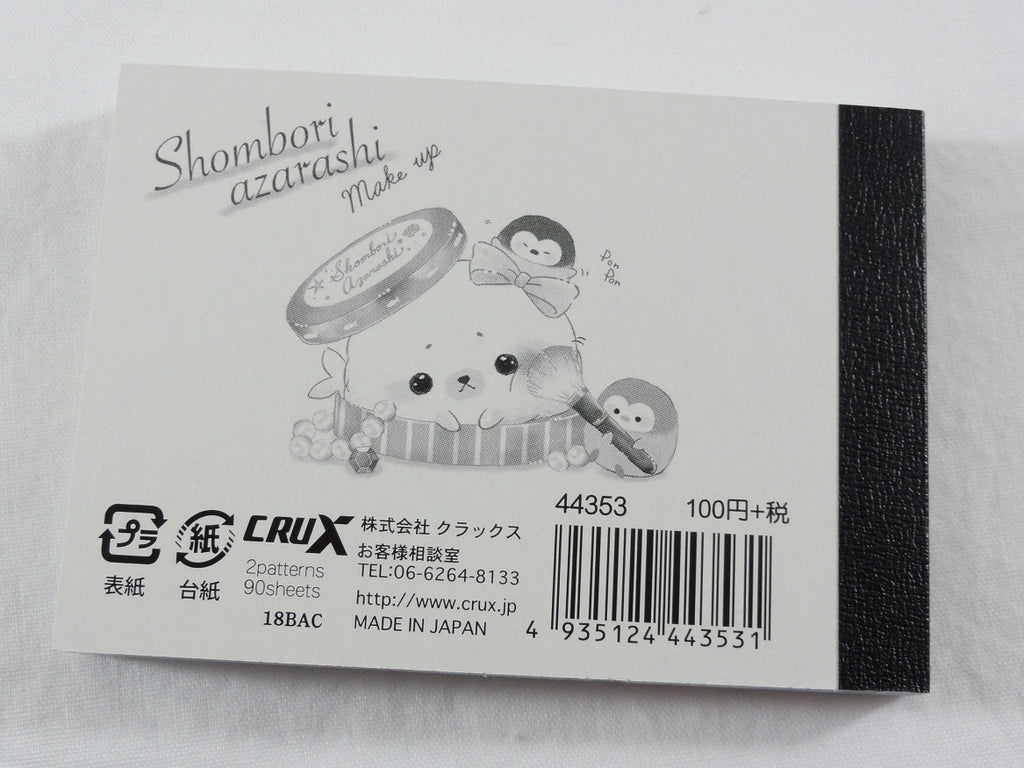 Shombori
azarashi
Make up
Shombori
Azarashi
Pon
Pon
プラ
表紙
紙
台紙
CRUX
2patterns
90sheets
18BAC
株式会社 クラックス
お客様相談室
TEL:06-6264-8133
http://www.crux.jp
MADE IN JAPAN
44353 100円+税
4 935124 443531